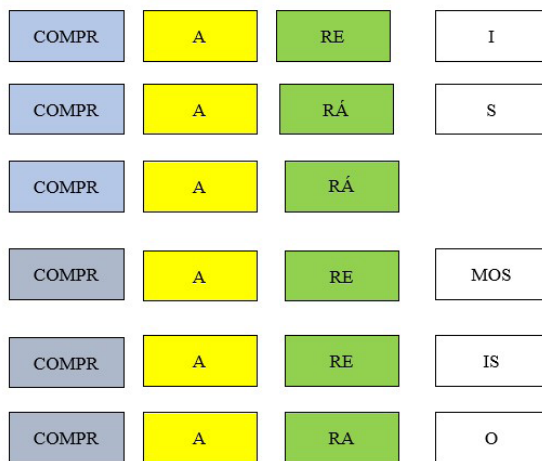 COMPR A RE I
COMPR A RÁ S
COMPR A RÁ
COMPR A RE MOS
COMPR A RE IS
COMPR A RA O